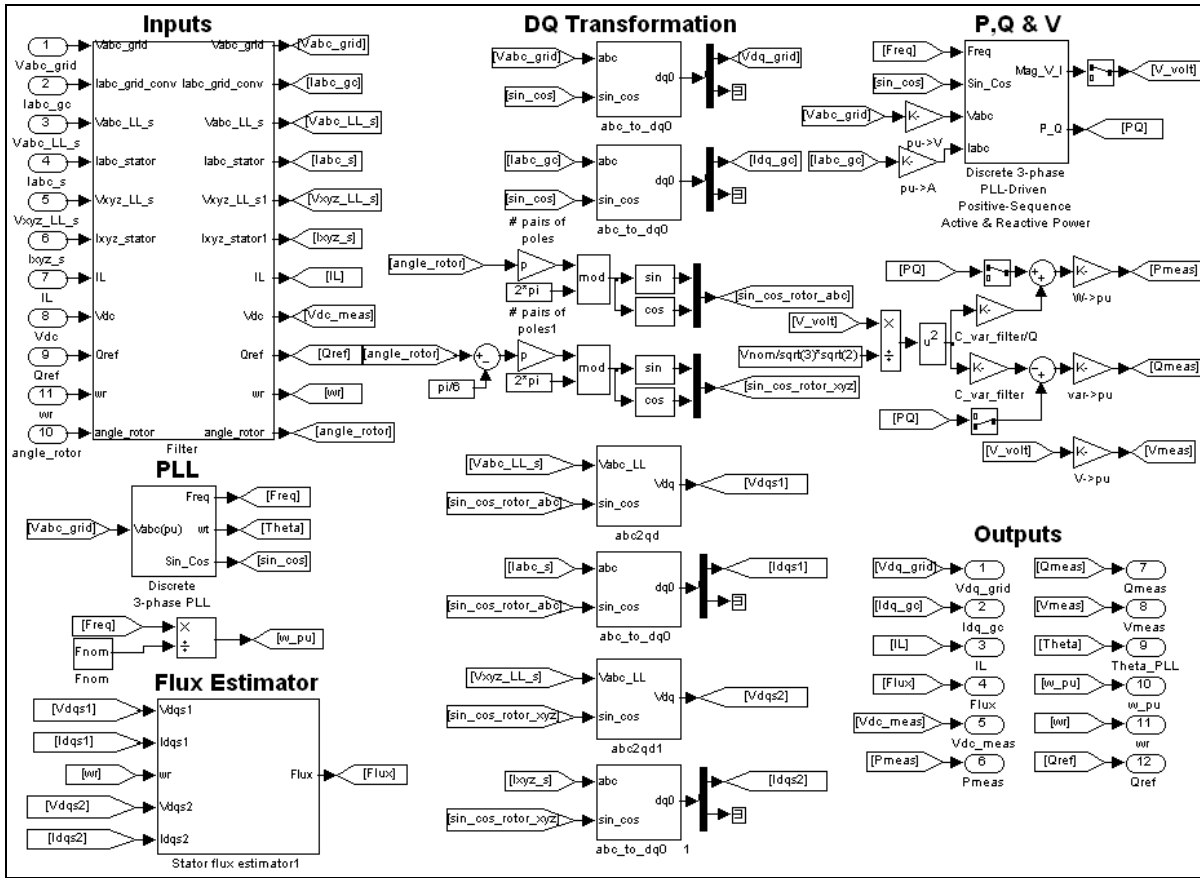 Inputs
1
Vabc_grid
Vabc_grid
Vabc_grid
[Vabc_grid]
2
Iabc_gc
Iabc_grid_conv
Iabc_grid_conv
[Iabc_gc]
3
Vabc_LL_s
Vabc_LL_s
Vabc_LL_s
[Vabc_LL_s]
4
Iabc_s
Iabc_stator
Iabc_stator
[Iabc_s]
5
Vxyz_LL_s
Vxyz_LL_s
Vxyz_LL_s1
[Vxyz_LL_s]
6
Ixyz_s
Ixyz_stator
Ixyz_stator1
[Ixyz_s]
7
IL
IL
IL
[IL]
8
Vdc
Vdc
Vdc
[Vdc_meas]
9
Qref
Qref
Qref
[Qref]
11
wr
wr
wr
[wr]
10
angle_rotor
angle_rotor
angle_rotor
[angle_rotor]
Filter
PLL
[Vabc_grid]
Vabc(pu)
Freq
wt
Sin_Cos
[Freq]
[Theta]
[sin_cos]
Discrete
3-phase PLL
[Freq]
Fnom
Fnom
×
÷
[w_pu]
Flux Estimator
[Vdqs1]
Vdqs1
[Idqs1]
Idqs1
[wr]
wr
Flux
[Flux]
[Vdqs2]
Vdqs2
[Idqs2]
Idqs2
Stator flux estimator1
DQ Transformation
[Vabc_grid]
abc
dq0
[Vdq_grid]
[sin_cos]
sin_cos
abc_to_dq0
[Iabc_gc]
abc
dq0
[Idq_gc]
[sin_cos]
sin_cos
abc_to_dq0
# pairs of
poles
[angle_rotor]
p
2*pi
mod
sin
cos
[sin_cos_rotor_abc]
# pairs of
poles1
[angle_rotor]
pi/6
+
-
p
2*pi
mod
sin
cos
[sin_cos_rotor_xyz]
[Vabc_LL_s]
Vabc_LL
Vdq
[Vdqs1]
[sin_cos_rotor_abc]
sin_cos
abc2qd
[Iabc_s]
abc
dq0
[Idqs1]
[sin_cos_rotor_abc]
sin_cos
abc_to_dq0
[Vxyz_LL_s]
Vabc_LL
Vdq
[Vdqs2]
[sin_cos_rotor_xyz]
sin_cos
abc2qd1
[Ixyz_s]
abc
dq0
[Idqs2]
[sin_cos_rotor_xyz]
sin_cos
abc_to_dq0 1
P,Q & V
[Freq]
Freq
[sin_cos]
Sin_Cos
[Vabc_grid]
K-
pu->V
Vabc
[Iabc_gc]
K-
pu->A
Iabc
Mag_V_I
[V_volt]
P_Q
[PQ]
Discrete 3-phase
PLL-Driven
Positive-Sequence
Active & Reactive Power
[PQ]
+
+
K-
W->pu
[Pmeas]
K-
C_var_filter/Q
[V_volt]
Vnom/sqrt(3)*sqrt(2)
×
÷
u²
K-
C_var_filter
-
+
K-
var->pu
[Qmeas]
[PQ]
[V_volt]
K-
V->pu
[Vmeas]
Outputs
[Vdq_grid]
1
Vdq_grid
[Idq_gc]
2
Idq_gc
[IL]
3
IL
[Flux]
4
Flux
[Vdc_meas]
5
Vdc_meas
[Pmeas]
6
Pmeas
[Qmeas]
7
Qmeas
[Vmeas]
8
Vmeas
[Theta]
9
Theta_PLL
[w_pu]
10
w_pu
[wr]
11
wr
[Qref]
12
Qref